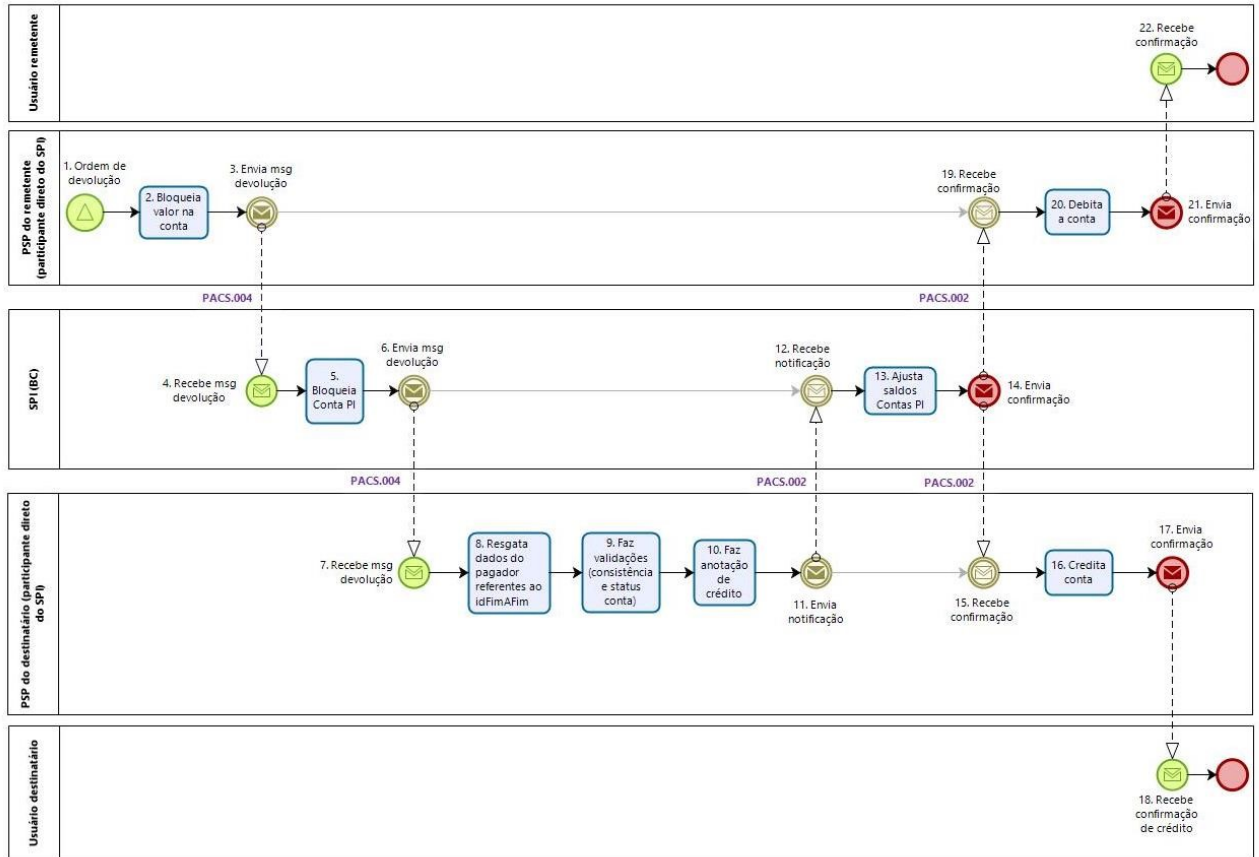 Usuário remetente
22. Recebe
confirmação
PSP do remetente
(participante direto do SPI)
1. Ordem de
devolução
2. Bloqueia
valor na
conta
3. Envia msg
devolução
19. Recebe
confirmação
20. Debita
a conta
21. Envia
confirmação
PACS.004
PACS.002
SPI(BC)
4. Recebe msg
devolução
5.
Bloqueia
Conta PI
6. Envia msg
devolução
12. Recebe
notificação
13. Ajusta
saldos
Contas PI
14. Envia
confirmação
PACS.004
PACS.002
PACS.002
PSP do destinatário (participante direto
do SPI)
7. Recebe msg
devolução
8. Resgata
dados do
pagador
referentes ao
idFimAFim
9. Faz
validações
(consistência
e status
conta)
10. Faz
anotação
de
crédito
11. Envia
notificação
15. Recebe
confirmação
16. Credita
conta
17. Envia
confirmação
Usuário destinatário
18. Recebe
confirmação
de crédito